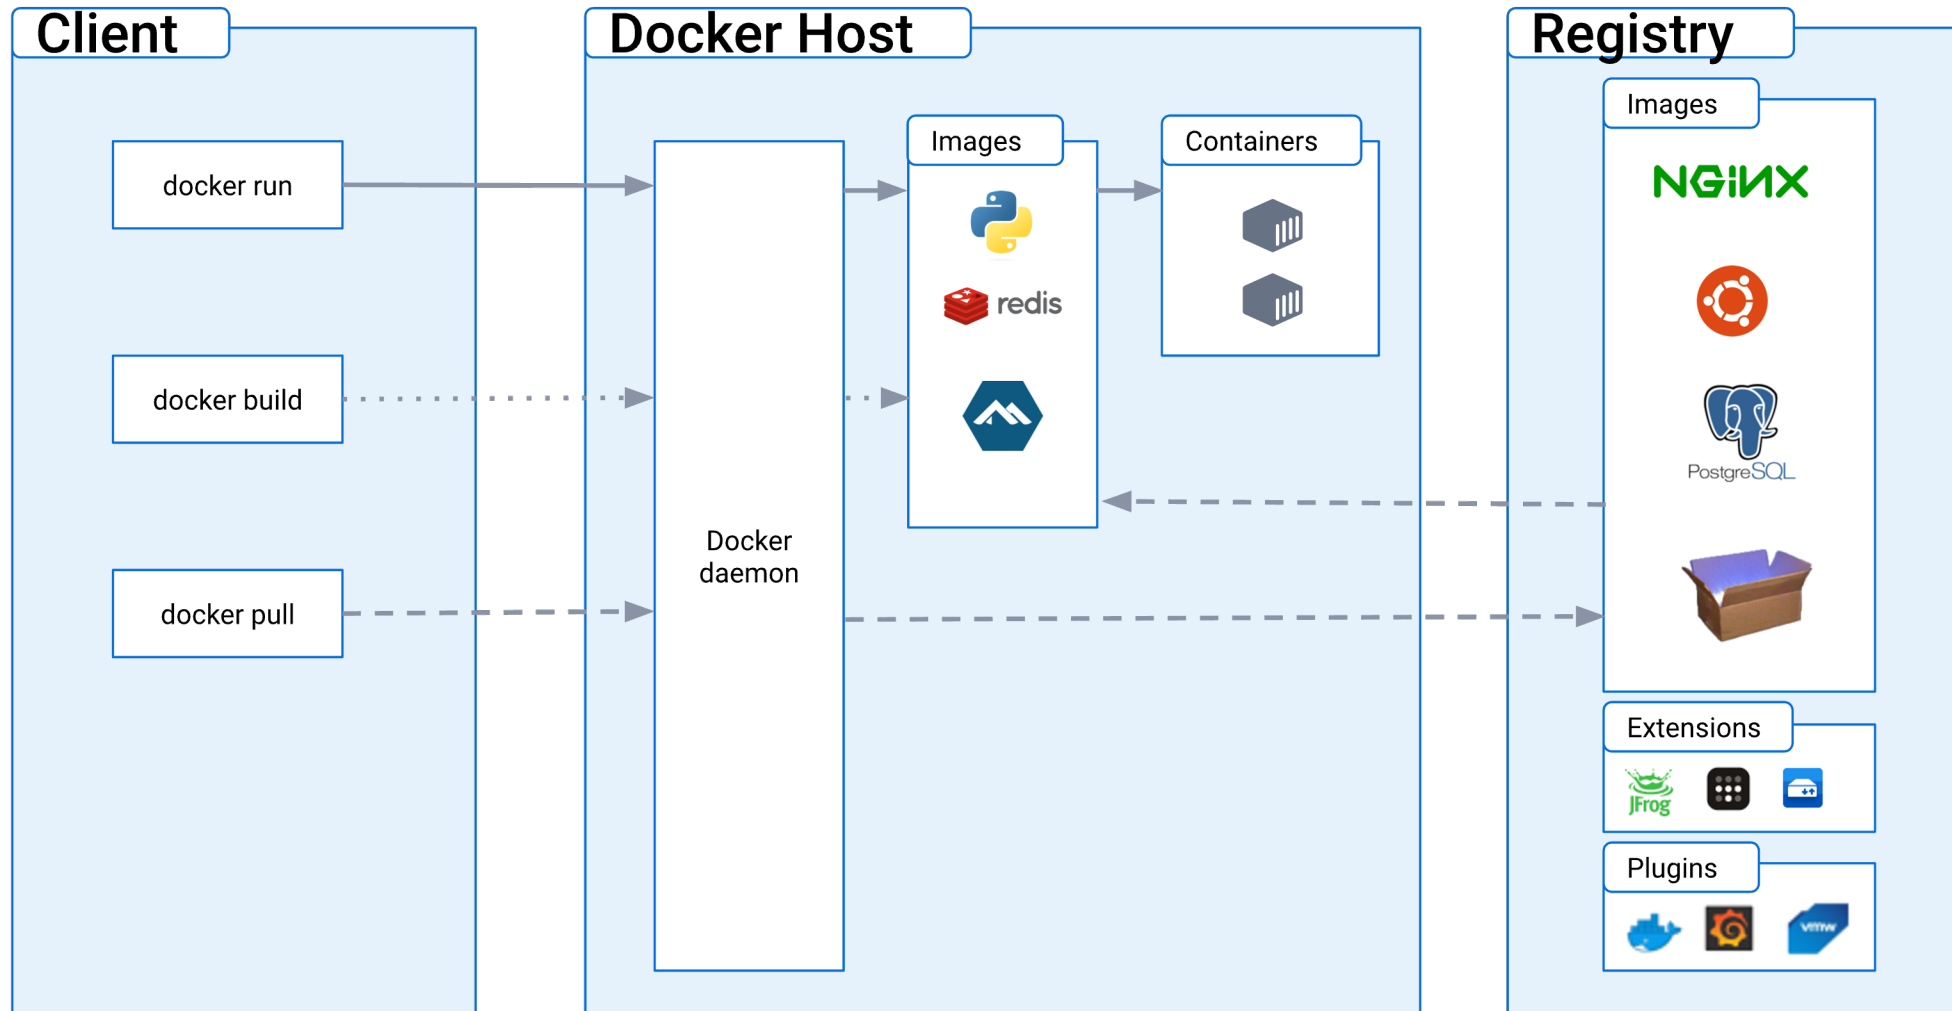 Client
docker run
docker build
docker pull
Docker Host
Docker
daemon
Images
redis
Containers
Registry
Images
NGiNX
PostgreSQL
Extensions
JFrog
Plugins
vmw